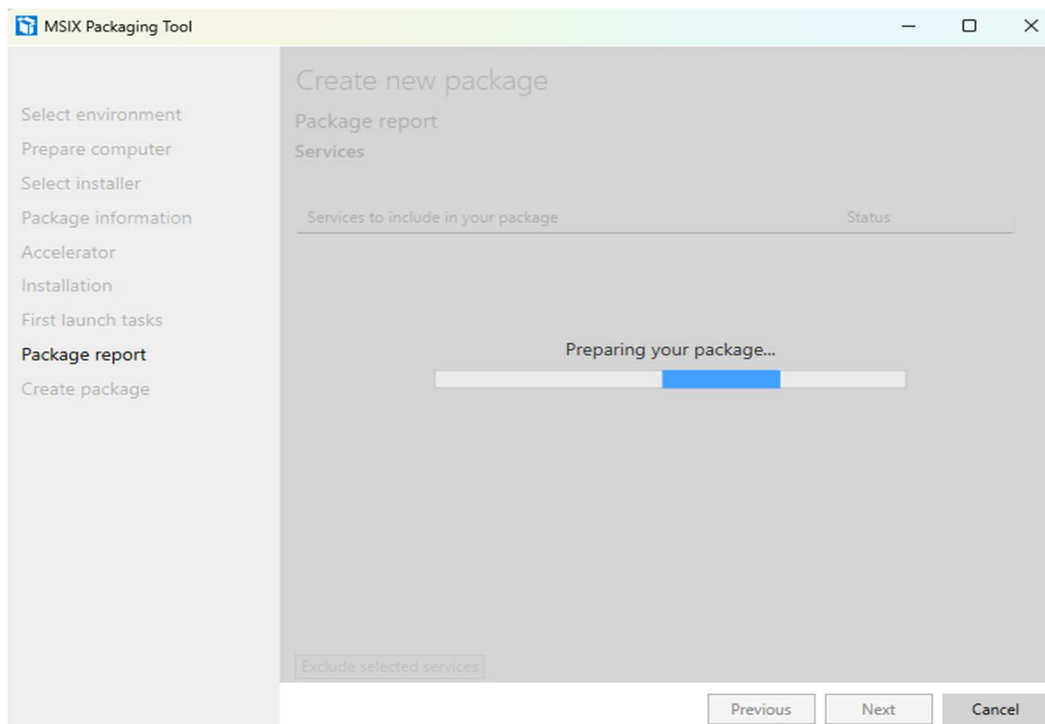 MSIX Packaging Tool
Select environment
Prepare computer
Select installer
Package information
Accelerator
Installation
First launch tasks
Package report
Create package
Create new package
Package report
Services
Services to include in your package Status
Preparing your package...
Exclude selected services
Previous Next Cancel